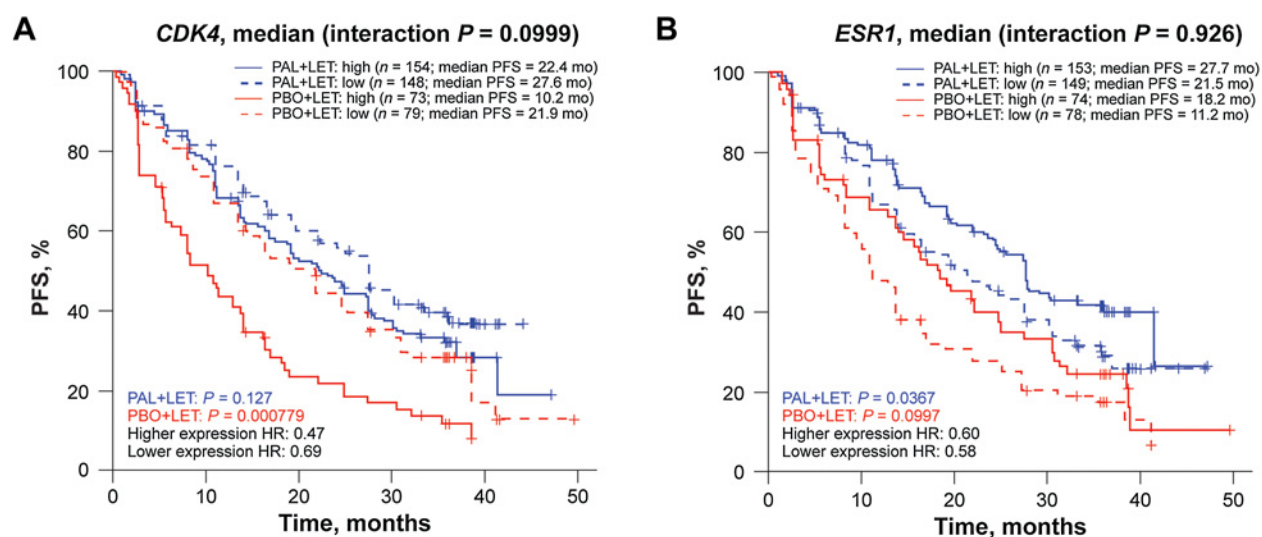 A
CDK4, median (interaction P = 0.0999)
PAL+LET: high (n = 154; median PFS = 22.4 mo)
PAL+LET: low (n = 148; median PFS = 27.6 mo)
PBO+LET: high (n = 73; median PFS = 10.2 mo)
PBO+LET: low (n = 79; median PFS = 21.9 mo)
100
80
60
40
20
0
PFS, %
PAL+LET: P = 0.127
PBO+LET: P = 0.000779
Higher expression HR: 0.47
Lower expression HR: 0.69
0 10 20 30 40 50
Time, months
B
ESR1, median (interaction P = 0.926)
PAL+LET: high (n = 153; median PFS = 27.7 mo)
PAL+LET: low (n = 149; median PFS = 21.5 mo)
PBO+LET: high (n = 74; median PFS = 18.2 mo)
PBO+LET: low (n = 78; median PFS = 11.2 mo)
100
80
60
40
20
0
PFS, %
PAL+LET: P = 0.0367
PBO+LET: P = 0.0997
Higher expression HR: 0.60
Lower expression HR: 0.58
0 10 20 30 40 50
Time, months